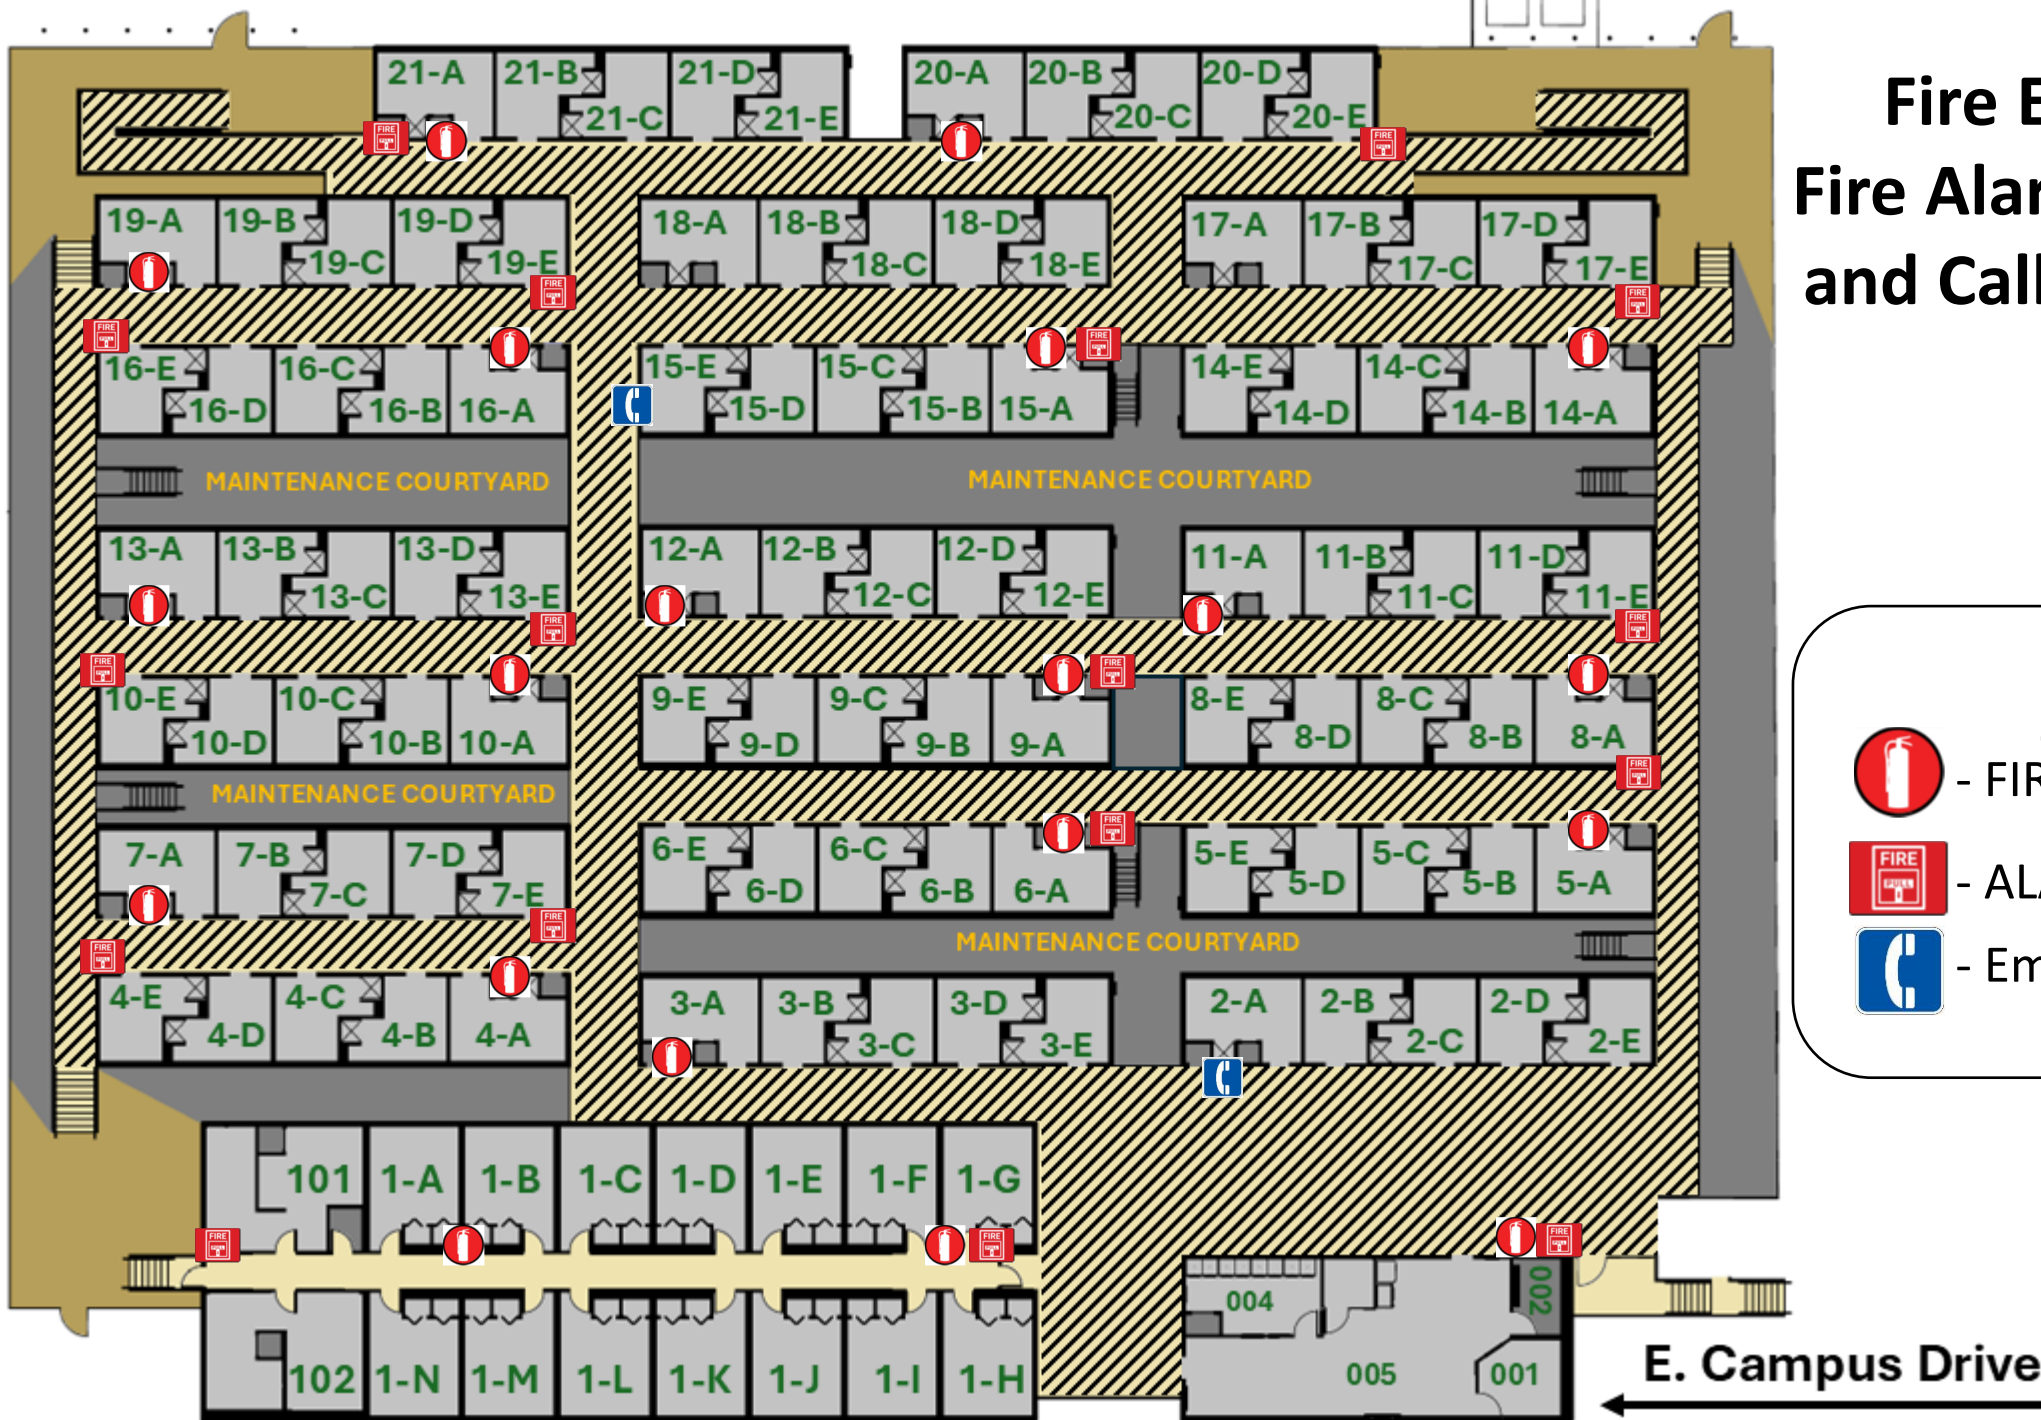 Fire E
Fire Alar
and Call
21-A 21-B 21-C 21-D 21-E 20-A 20-B 20-C 20-D 20-E
19-A 19-B 19-C 19-D 19-E 18-A 18-B 18-C 18-D 18-E 17-A 17-B 17-C 17-D 17-E
16-E 16-D 16-C 16-B 16-A 15-E 15-D 15-C 15-B 15-A 14-E 14-D 14-C 14-B 14-A
MAINTENANCE COURTYARD MAINTENANCE COURTYARD
13-A 13-B 13-C 13-D 13-E 12-A 12-B 12-C 12-D 12-E 11-A 11-B 11-C 11-D 11-E
10-E 10-D 10-C 10-B 10-A 9-E 9-D 9-C 9-B 9-A 8-E 8-D 8-C 8-B 8-A
MAINTENANCE COURTYARD
7-A 7-B 7-C 7-D 7-E 6-E 6-D 6-C 6-B 6-A 5-E 5-D 5-C 5-B 5-A
MAINTENANCE COURTYARD
4-E 4-D 4-C 4-B 4-A 3-A 3-B 3-C 3-D 3-E 2-A 2-B 2-C 2-D 2-E
101 1-A 1-B 1-C 1-D 1-E 1-F 1-G
102 1-N 1-M 1-L 1-K 1-J 1-I 1-H
004 002
005 001
- FIR
FIRE
PULL
- ALA
- Em
E. Campus Drive